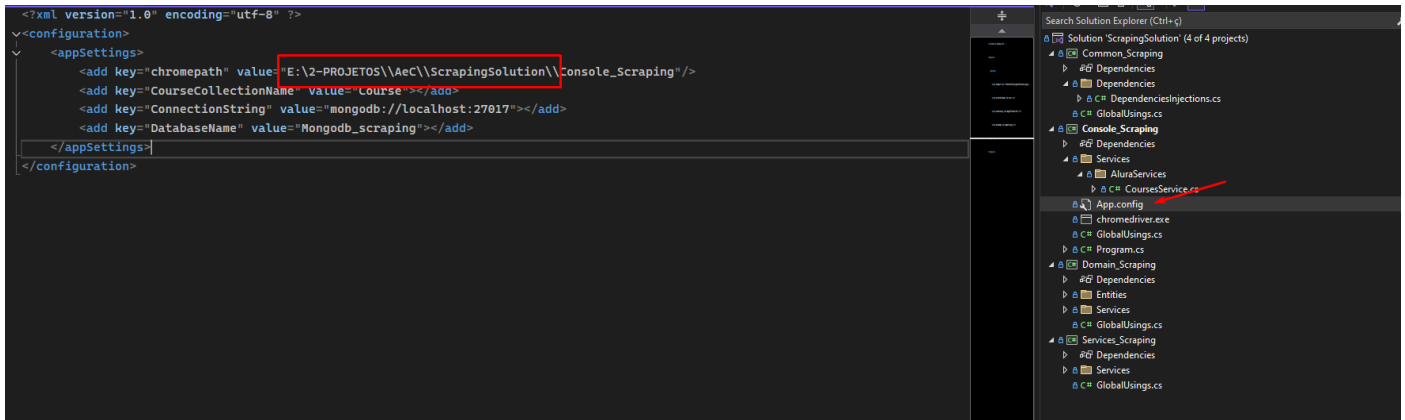 <?xml version="1.0" encoding="utf-8" ?>
<configuration>
<appSettings>
<add key="chromepath" value="E:\2-PROJETOS\\AeC\\ScrapingSolution\\Console_Scraping"/>
<add key="CourseCollectionName" value="Course"></add>
<add key="ConnectionString" value="mongodb://localhost:27017"></add>
<add key="DatabaseName" value="Mongodb_scraping"></add>
</appSettings>
</configuration>
Search Solution Explorer (Ctrl+ç)
Solution 'ScrapingSolution' (4 of 4 projects)
C# Common_Scraping
Dependencies
Dependencies
C# DependenciesInjections.cs
C# GlobalUsings.cs
C# Console_Scraping
Dependencies
Services
AluraServices
C# CoursesService.cs
App.config
chromedriver.exe
C# GlobalUsings.cs
C# Program.cs
C# Domain_Scraping
Dependencies
Entities
Services
C# GlobalUsings.cs
C# Services_Scraping
Dependencies
Services
C# GlobalUsings.cs